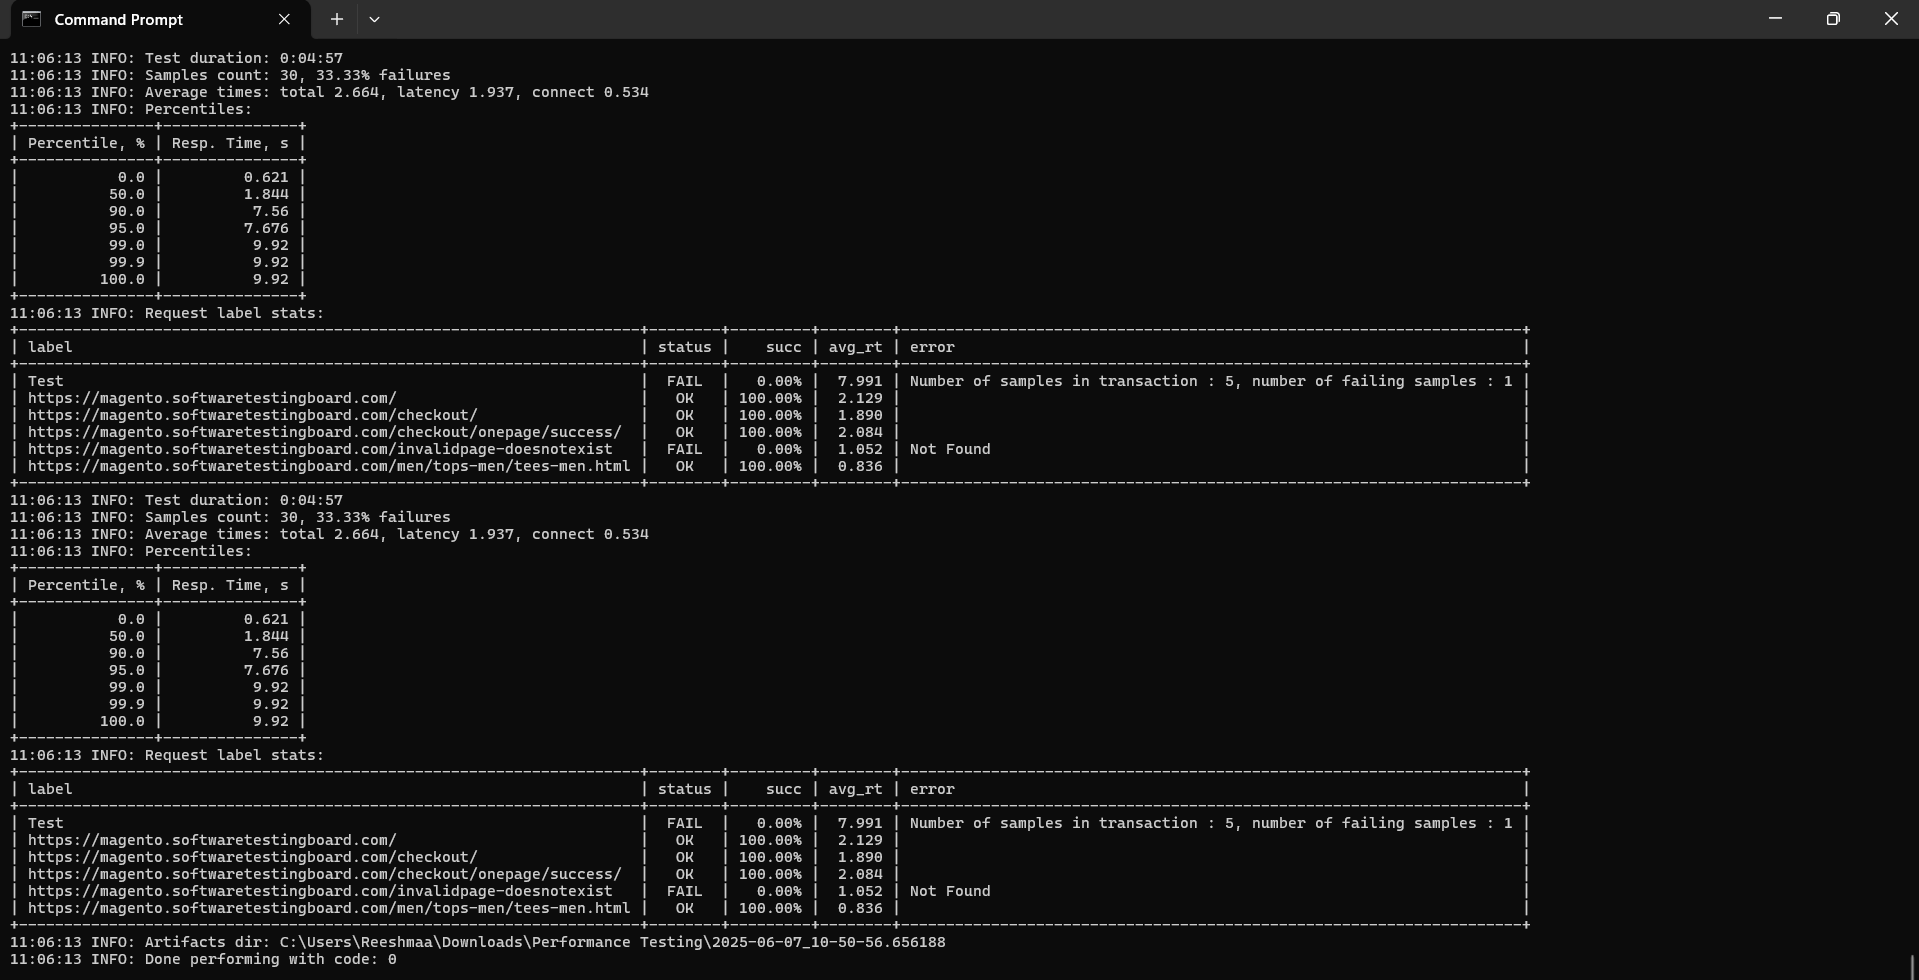 Command Prompt
11:06:13 INFO: Test duration: 0:04:57
11:06:13 INFO: Samples count: 30, 33.33% failures
11:06:13 INFO: Average times: total 2.664, latency 1.937, connect 0.534
11:06:13 INFO: Percentiles:
+---------------+---------------+
| Percentile, % | Resp. Time, s |
+---------------+---------------+
|           0.0 |         0.621 |
|          50.0 |         1.844 |
|          90.0 |          7.56 |
|          95.0 |         7.676 |
|          99.0 |          9.92 |
|          99.9 |          9.92 |
|         100.0 |          9.92 |
+---------------+---------------+
11:06:13 INFO: Request label stats:
+---------------------------------------------------------------------+--------+---------+--------+---------------------------------------------------------------------+
| label                                                               | status |    succ | avg_rt | error                                                               |
+---------------------------------------------------------------------+--------+---------+--------+---------------------------------------------------------------------+
| Test                                                                |  FAIL  |   0.00% |  7.991 | Number of samples in transaction : 5, number of failing samples : 1 |
| https://magento.softwaretestingboard.com/                           |   OK   | 100.00% |  2.129 |                                                                     |
| https://magento.softwaretestingboard.com/checkout/                  |   OK   | 100.00% |  1.890 |                                                                     |
| https://magento.softwaretestingboard.com/checkout/onepage/success/  |   OK   | 100.00% |  2.084 |                                                                     |
| https://magento.softwaretestingboard.com/invalidpage-doesnotexist   |  FAIL  |   0.00% |  1.052 | Not Found                                                           |
| https://magento.softwaretestingboard.com/men/tops-men/tees-men.html |   OK   | 100.00% |  0.836 |                                                                     |
+---------------------------------------------------------------------+--------+---------+--------+---------------------------------------------------------------------+
11:06:13 INFO: Test duration: 0:04:57
11:06:13 INFO: Samples count: 30, 33.33% failures
11:06:13 INFO: Average times: total 2.664, latency 1.937, connect 0.534
11:06:13 INFO: Percentiles:
+---------------+---------------+
| Percentile, % | Resp. Time, s |
+---------------+---------------+
|           0.0 |         0.621 |
|          50.0 |         1.844 |
|          90.0 |          7.56 |
|          95.0 |         7.676 |
|          99.0 |          9.92 |
|          99.9 |          9.92 |
|         100.0 |          9.92 |
+---------------+---------------+
11:06:13 INFO: Request label stats:
+---------------------------------------------------------------------+--------+---------+--------+---------------------------------------------------------------------+
| label                                                               | status |    succ | avg_rt | error                                                               |
+---------------------------------------------------------------------+--------+---------+--------+---------------------------------------------------------------------+
| Test                                                                |  FAIL  |   0.00% |  7.991 | Number of samples in transaction : 5, number of failing samples : 1 |
| https://magento.softwaretestingboard.com/                           |   OK   | 100.00% |  2.129 |                                                                     |
| https://magento.softwaretestingboard.com/checkout/                  |   OK   | 100.00% |  1.890 |                                                                     |
| https://magento.softwaretestingboard.com/checkout/onepage/success/  |   OK   | 100.00% |  2.084 |                                                                     |
| https://magento.softwaretestingboard.com/invalidpage-doesnotexist   |  FAIL  |   0.00% |  1.052 | Not Found                                                           |
| https://magento.softwaretestingboard.com/men/tops-men/tees-men.html |   OK   | 100.00% |  0.836 |                                                                     |
+---------------------------------------------------------------------+--------+---------+--------+---------------------------------------------------------------------+
11:06:13 INFO: Artifacts dir: C:\Users\Reeshmaa\Downloads\Performance Testing\2025-06-07_10-50-56.656188
11:06:13 INFO: Done performing with code: 0